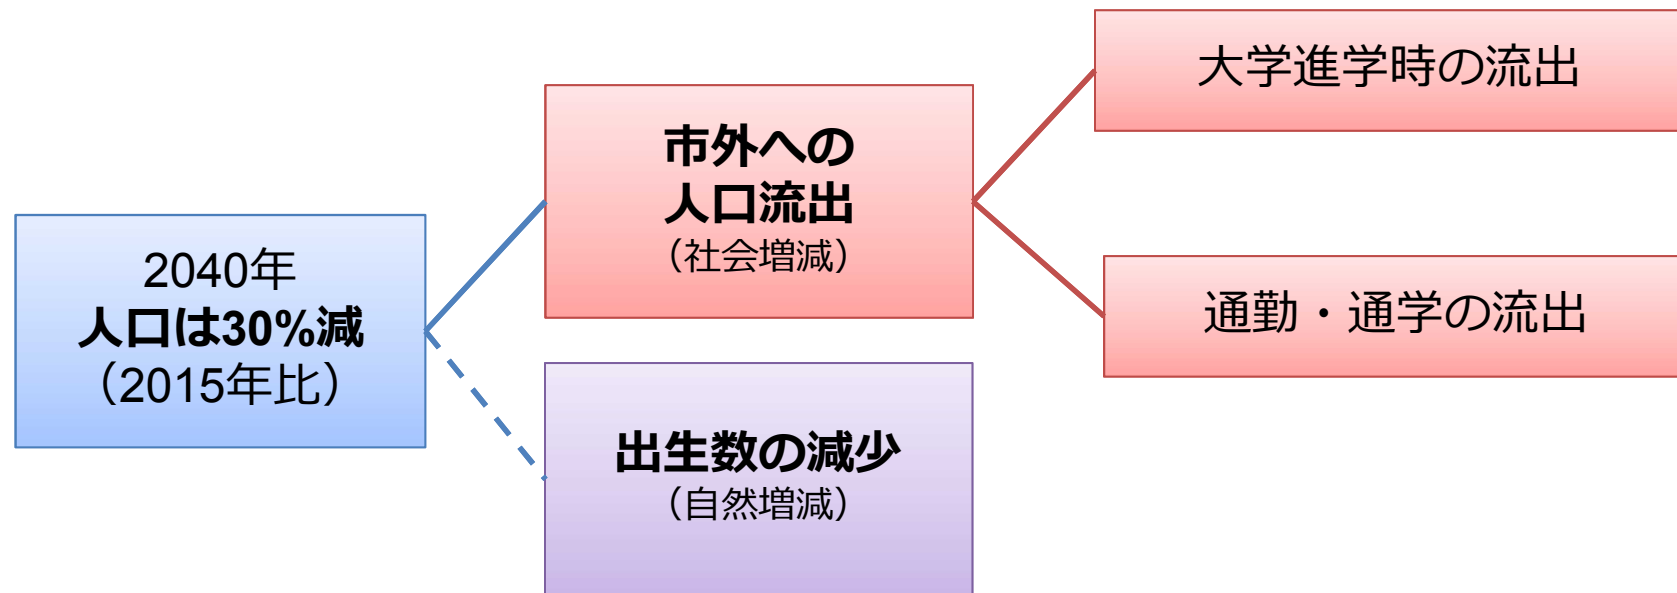 2040年
人口は30%減
（2015年比）
市外への
人口流出
（社会増減）
出生数の減少
（自然増減）
大学進学時の流出
通勤・通学の流出